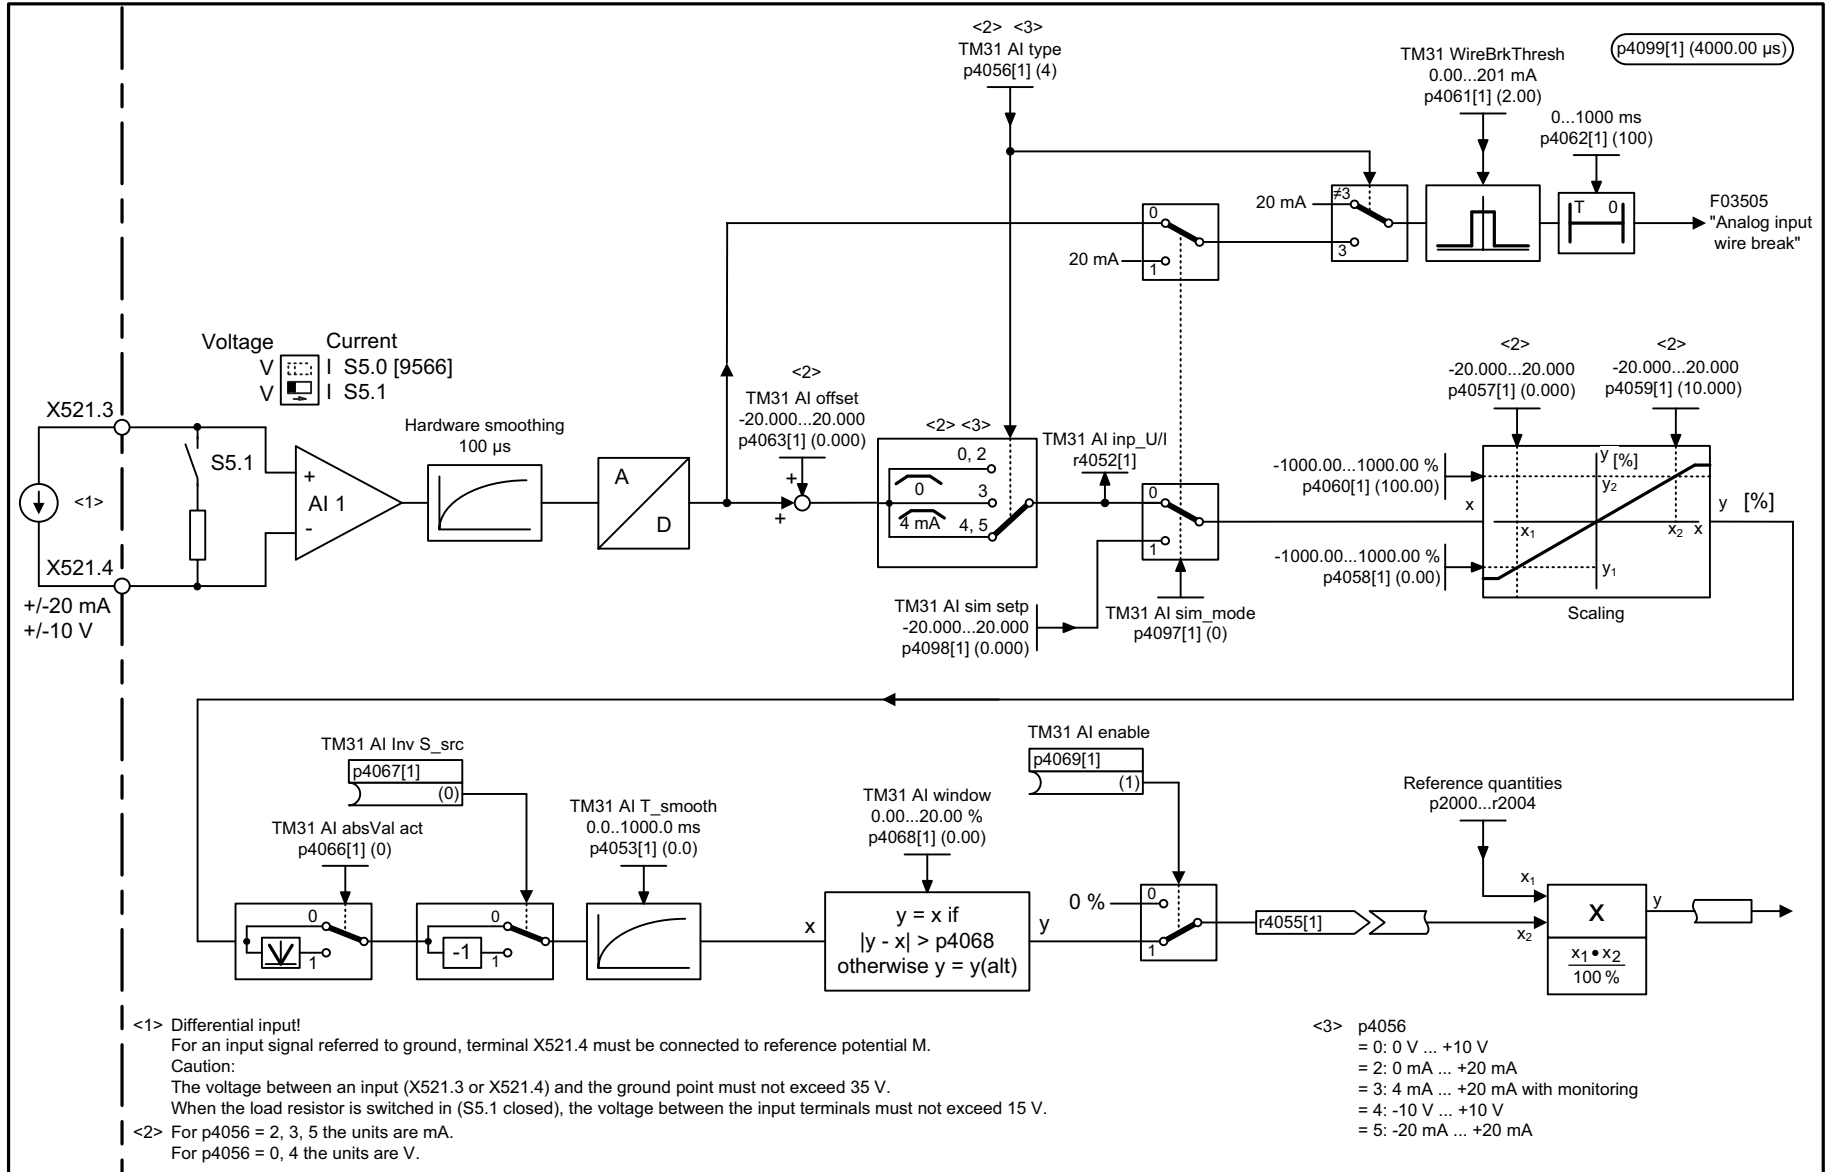 <2> <3>
TM31 AI type
p4056[1] (4)
TM31 WireBrkThresh
0.00...201 mA
p4061[1] (2.00)
p4099[1] (4000.00 µs)
0...1000 ms
p4062[1] (100)
20 mA
≠3
3
0
1
20 mA
T 0
F03505
"Analog input
wire break"
Voltage Current
V I S5.0 [9566]
V I S5.1
X521.3
S5.1
<1>
X521.4
+/-20 mA
+/-10 V
+
AI 1
-
Hardware smoothing
100 µs
A
D
<2>
TM31 AI offset
-20.000...20.000
p4063[1] (0.000)
+
+
<2> <3>
0, 2
0
3
4 mA
4, 5
TM31 AI inp_U/I
r4052[1]
0
1
TM31 AI sim setp
-20.000...20.000
p4098[1] (0.000)
TM31 AI sim_mode
p4097[1] (0)
<2>
-20.000...20.000
p4057[1] (0.000)
<2>
-20.000...20.000
p4059[1] (10.000)
-1000.00...1000.00 %
p4060[1] (100.00)
x
-1000.00...1000.00 %
p4058[1] (0.00)
y [%]
y2
x1
x2 x
y1
Scaling
y [%]
TM31 AI Inv S_src
p4067[1]
(0)
TM31 AI absVal act
p4066[1] (0)
0
1
0
-1
1
TM31 AI T_smooth
0.0..1000.0 ms
p4053[1] (0.0)
TM31 AI window
0.00...20.00 %
p4068[1] (0.00)
x
y = x if
|y - x| > p4068
otherwise y = y(alt)
y
TM31 AI enable
p4069[1]
(1)
0 %
0
1
r4055[1]
Reference quantities
p2000...r2004
x1
x2
X
x1 • x2
100 %
y
<1> Differential input!
For an input signal referred to ground, terminal X521.4 must be connected to reference potential M.
Caution:
The voltage between an input (X521.3 or X521.4) and the ground point must not exceed 35 V.
When the load resistor is switched in (S5.1 closed), the voltage between the input terminals must not exceed 15 V.
<2> For p4056 = 2, 3, 5 the units are mA.
For p4056 = 0, 4 the units are V.
<3> p4056
= 0: 0 V ... +10 V
= 2: 0 mA ... +20 mA
= 3: 4 mA ... +20 mA with monitoring
= 4: -10 V ... +10 V
= 5: -20 mA ... +20 mA